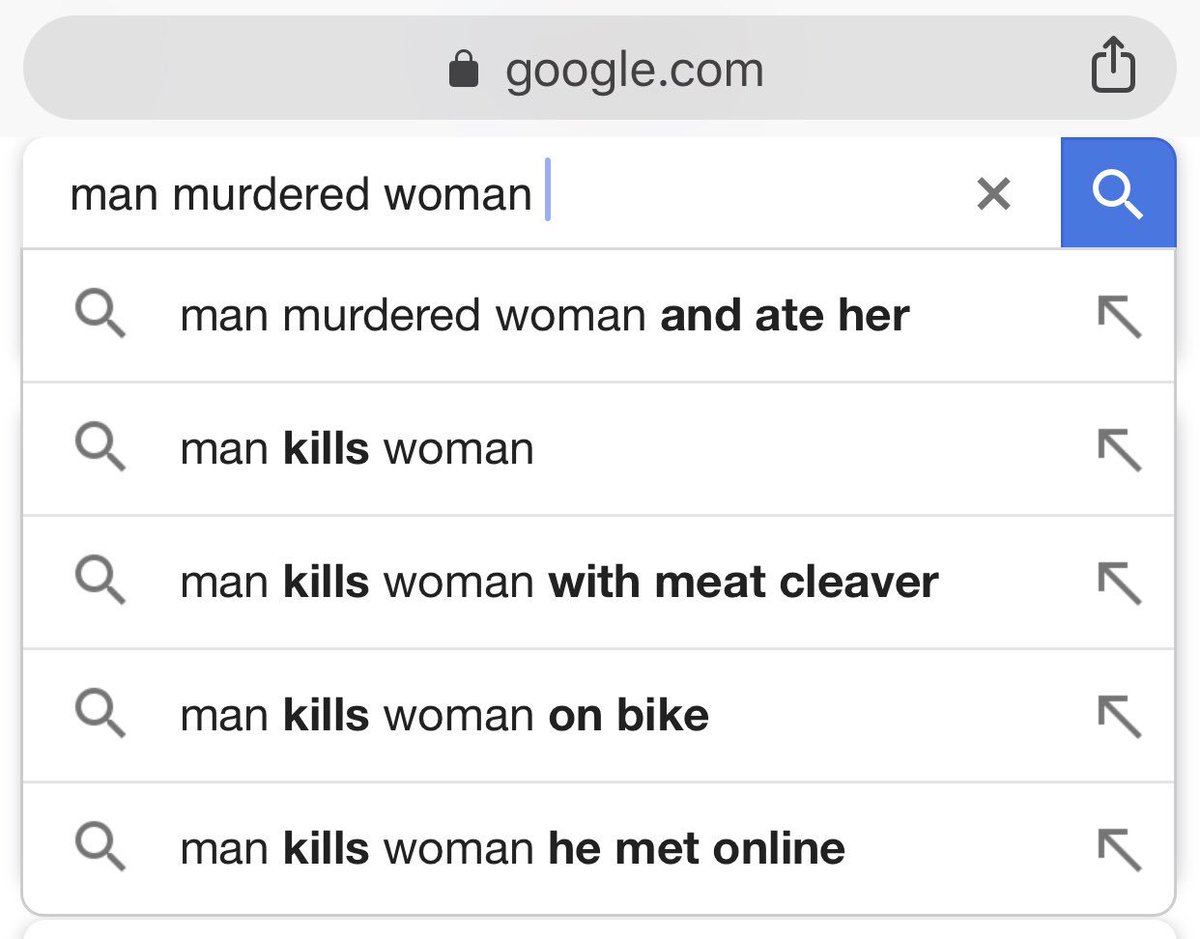 google.com
man murdered woman
man murdered woman and ate her
man kills woman
man kills woman with meat cleaver
man kills woman on bike
man kills woman he met online